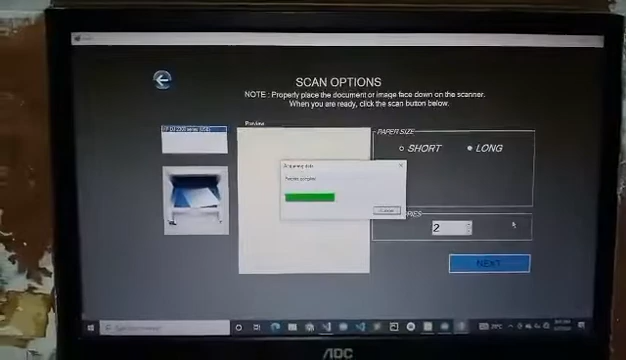 SCAN OPTIONS
NOTE : Properly place the document or image face down on the scanner.
When you are ready, click the scan button below.
Preview
PAPER SIZE
SHORT LONG
2
NEXT
AOC